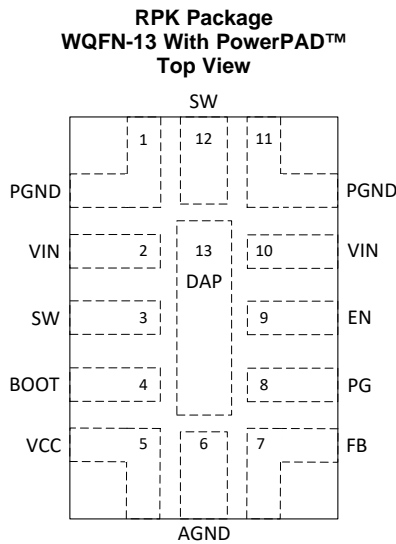 RPK Package
WQFN-13 With PowerPAD™
Top View
SW
1 12 11
PGND PGND
VIN 2 13 10 VIN
DAP
SW 3 9 EN
BOOT 4 8 PG
VCC 5 6 7 FB
AGND